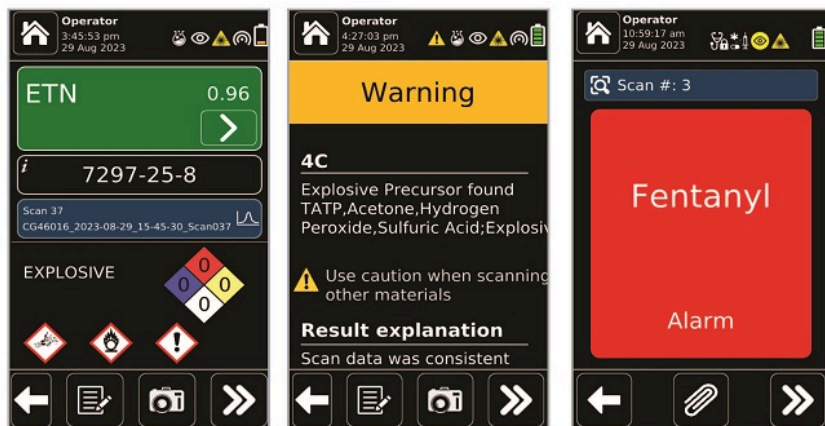 Operator
3:45:53 pm
29 Aug 2023
ETN 0.96
i 7297-25-8
Scan 37
CG46016_2023-08-29_15-45-30_Scan037
EXPLOSIVE
0
0 0
0
Operator
4:27:03 pm
29 Aug 2023
Warning
4C
Explosive Precursor found
TATP,Acetone,Hydrogen
Peroxide,Sulfuric Acid;Explosiv
Use caution when scanning
other materials
Result explanation
Scan data was consistent
Operator
10:59:17 am
29 Aug 2023
Scan #: 3
Fentanyl
Alarm